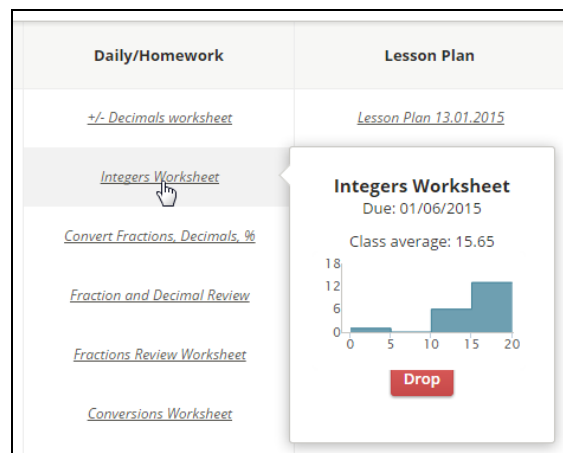 Daily/Homework
Lesson Plan
+/- Decimals worksheet
Lesson Plan 13.01.2015
Integers Worksheet
Convert Fractions, Decimals, %
Fraction and Decimal Review
Fractions Review Worksheet
Conversions Worksheet
Integers Worksheet
Due: 01/06/2015
Class average: 15.65
18
12
6
0
0 5 10 15 20
Drop